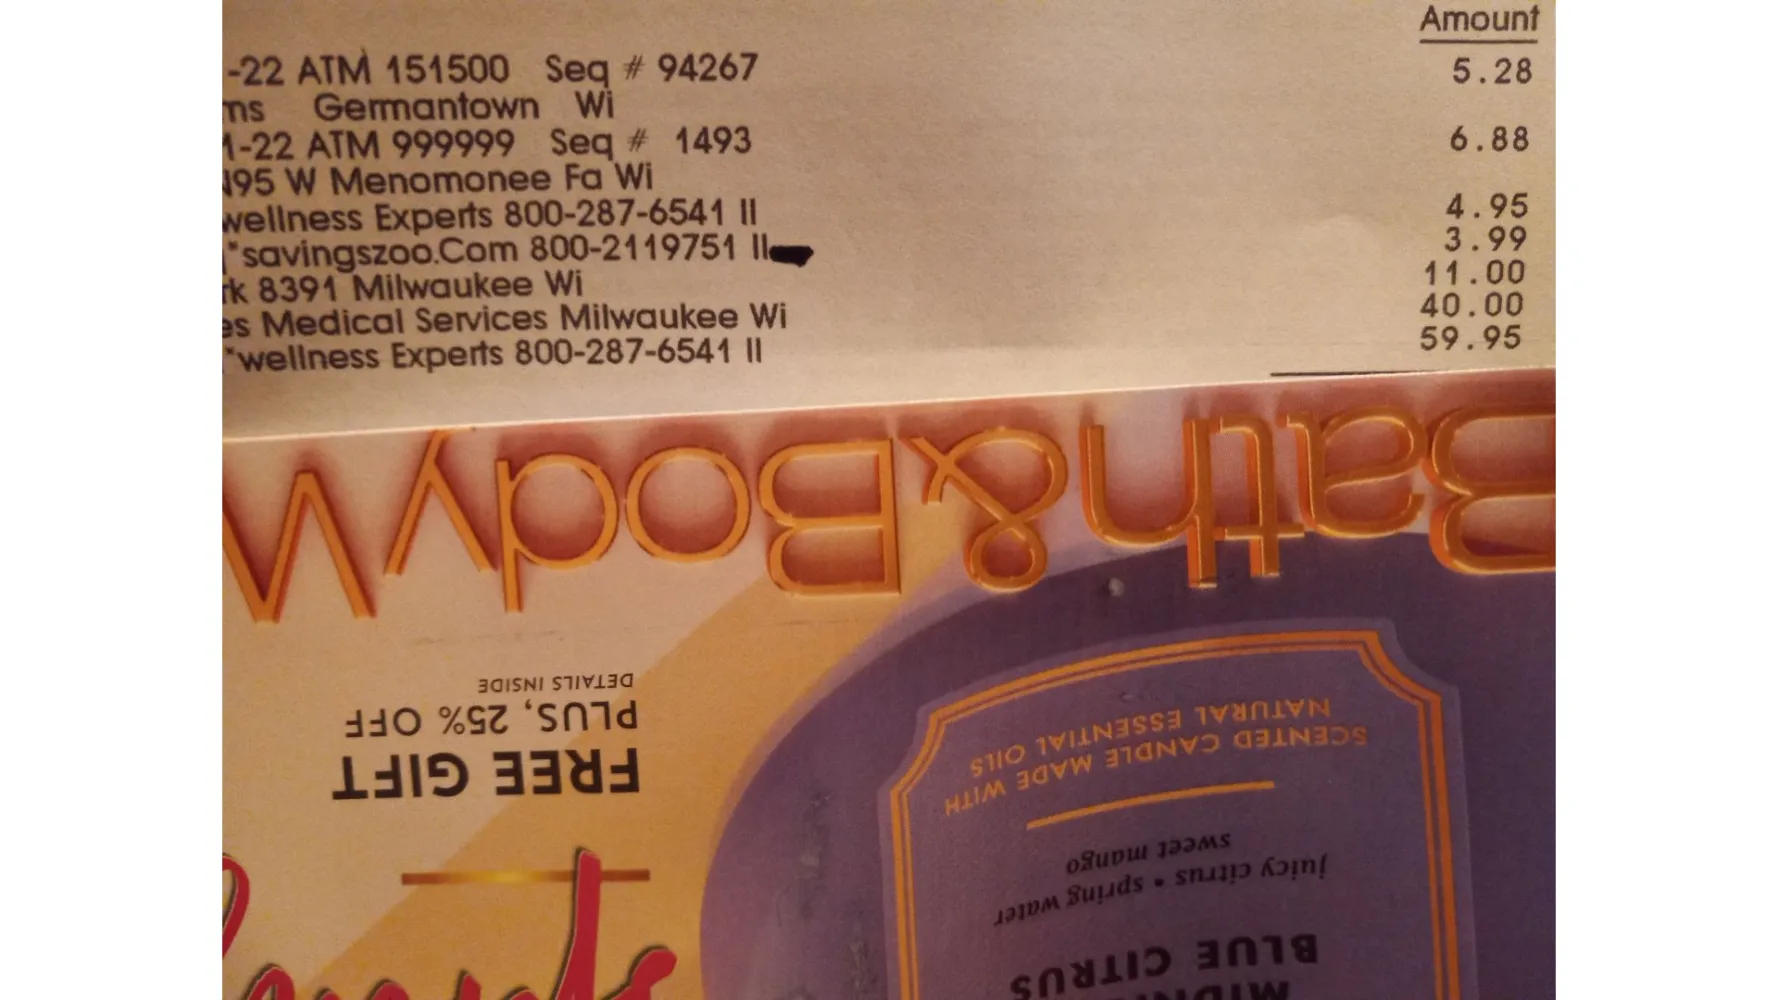 Amount
-22 ATM 151500 Seq # 94267 5.28
ms Germantown Wi
1-22 ATM 999999 Seq # 1493 6.88
N95 W Menomonee Fa Wi
wellness Experts 800-287-6541 Il 4.95
"savingszoo.Com 800-2119751 Il 3.99
rk 8391 Milwaukee Wi 11.00
es Medical Services Milwaukee Wi 40.00
"wellness Experts 800-287-6541 Il 59.95
Bath & Body W
DETAILS INSIDE
PLUS, 25% OFF
FREE GIFT
MIDNI
BLUE CITRUS
juicy citrus • spring water
sweet mango
SCENTED CANDLE MADE WITH
NATURAL ESSENTIAL OILS